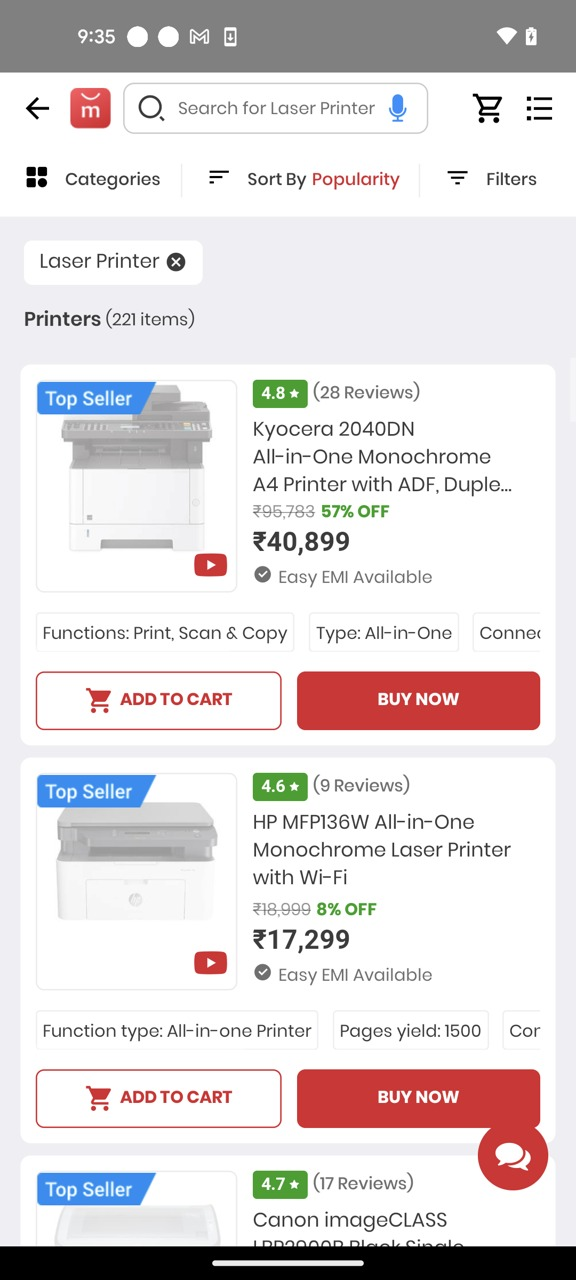 9:35
m
Search for Laser Printer
Categories
Sort By Popularity
Filters
Laser Printer
Printers (221 items)
Top Seller
4.8 ★ (28 Reviews)
Kyocera 2040DN
All-in-One Monochrome
A4 Printer with ADF, Duple...
₹95,783 57% OFF
₹40,899
Easy EMI Available
Functions: Print, Scan & Copy
Type: All-in-One
Connec
ADD TO CART
BUY NOW
Top Seller
4.6 ★ (9 Reviews)
HP MFP136W All-in-One
Monochrome Laser Printer
with Wi-Fi
₹18,999 8% OFF
₹17,299
Easy EMI Available
Function type: All-in-one Printer
Pages yield: 1500
Con
ADD TO CART
BUY NOW
Top Seller
4.7 ★ (17 Reviews)
Canon imageCLASS
LBP2900B Black Single